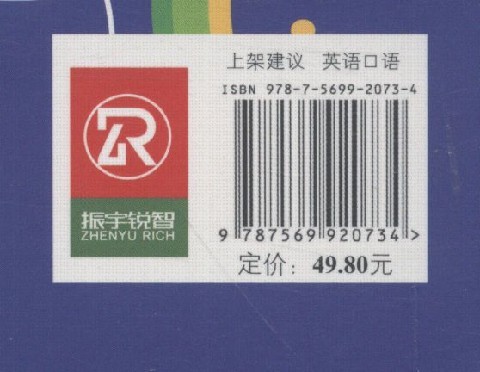 上架建议 英语口语
ISBN 978-7-5699-2073-4
ZR
振宇锐智
ZHENYU RICH
9 787569 920734 >
定价：49.80元